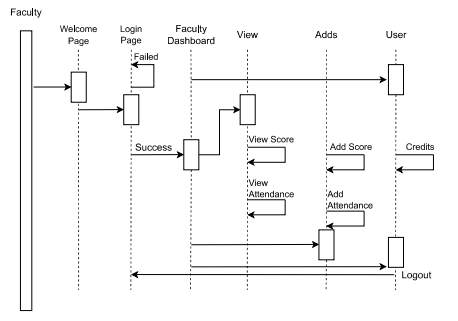 Faculty
Welcome
Page
Login
Page
Faculty
Dashboard
View
Adds
User
Failed
Success
View Score
Add Score
Credits
View
Attendance
Add
Attendance
Logout